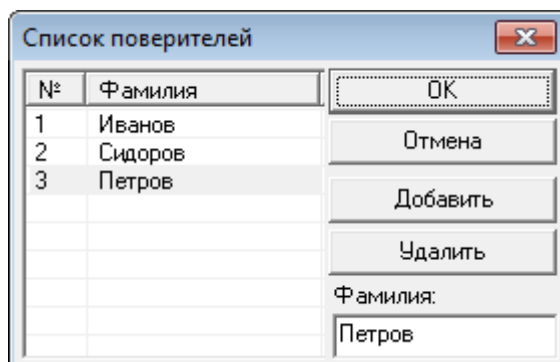 Список поверителей
№ Фамилия
1 Иванов
2 Сидоров
3 Петров
OK
Отмена
Добавить
Удалить
Фамилия:
Петров